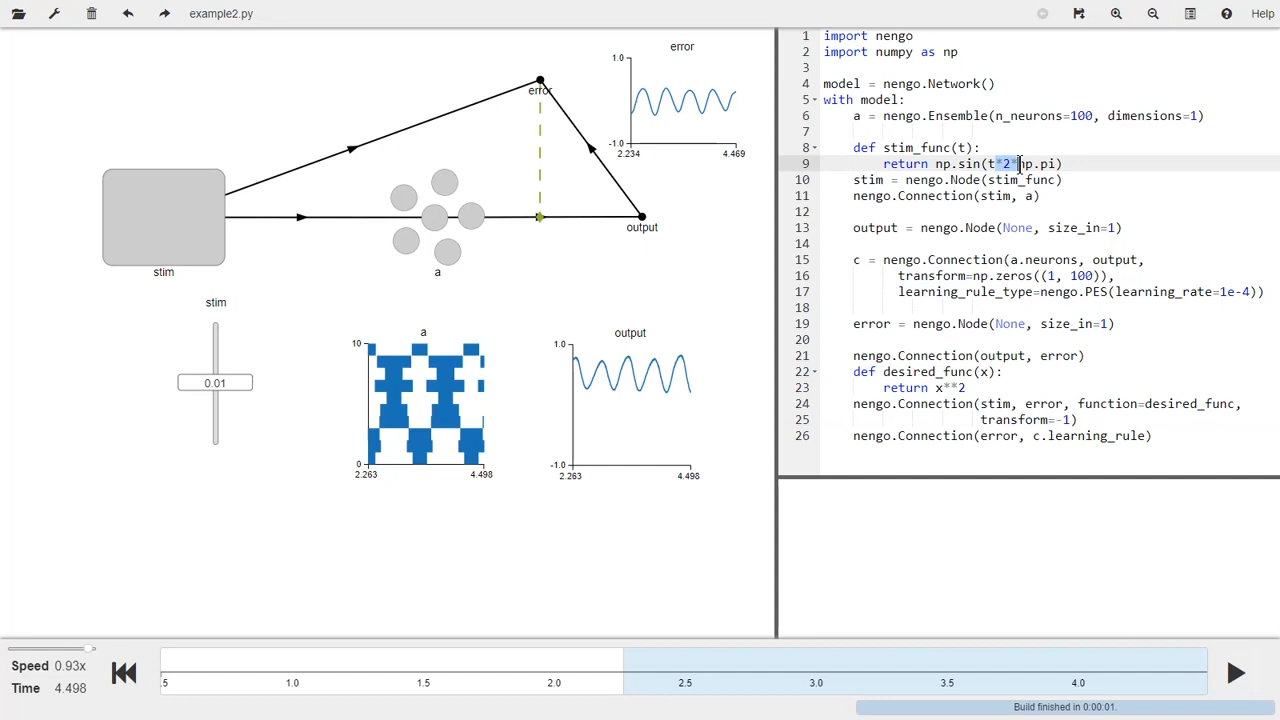 example2.py
Help
error
1.0
-1.0
2.234 4.469
error
stim
a
output
stim
0.01
a
10
0
2.263 4.498
output
1.0
-1.0
2.263 4.498
1 import nengo
2 import numpy as np
3
4 model = nengo.Network()
5 with model:
6 a = nengo.Ensemble(n_neurons=100, dimensions=1)
7
8 def stim_func(t):
9 return np.sin(t*2*np.pi)
10 stim = nengo.Node(stim_func)
11 nengo.Connection(stim, a)
12
13 output = nengo.Node(None, size_in=1)
14
15 c = nengo.Connection(a.neurons, output,
16 transform=np.zeros((1, 100)),
17 learning_rule_type=nengo.PES(learning_rate=1e-4))
18
19 error = nengo.Node(None, size_in=1)
20
21 nengo.Connection(output, error)
22 def desired_func(x):
23 return x**2
24 nengo.Connection(stim, error, function=desired_func,
25 transform=-1)
26 nengo.Connection(error, c.learning_rule)
Speed 0.93x
Time 4.498
.5 1.0 1.5 2.0 2.5 3.0 3.5 4.0
Build finished in 0:00:01.